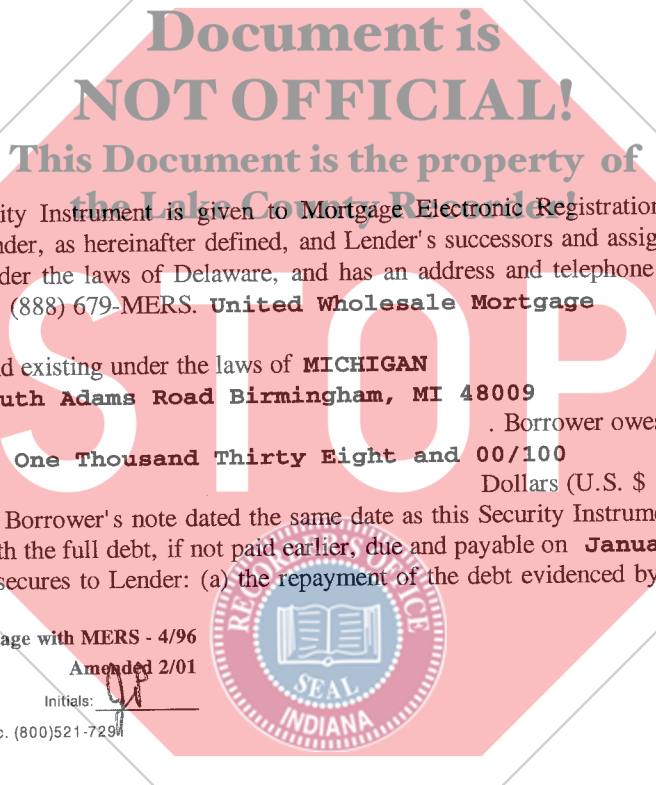 Document is
NOT OFFICIAL!
This Document is the property of
the Lake County Recorder!
ity Instrument is given to Mortgage Electronic Registration
nder, as hereinafter defined, and Lender's successors and assig
der the laws of Delaware, and has an address and telephone
(888) 679-MERS. United Wholesale Mortgage
d existing under the laws of MICHIGAN
uth Adams Road Birmingham, MI 48009
. Borrower owes
One Thousand Thirty Eight and 00/100
Dollars (U.S. $
STOP
Borrower's note dated the same date as this Security Instrume
th the full debt, if not paid earlier, due and payable on Janua
secures to Lender: (a) the repayment of the debt evidenced by
RECORDER'S OFFICE
SEAL
INDIANA
age with MERS - 4/96
Amended 2/01
Initials: JP
c. (800)521-7291